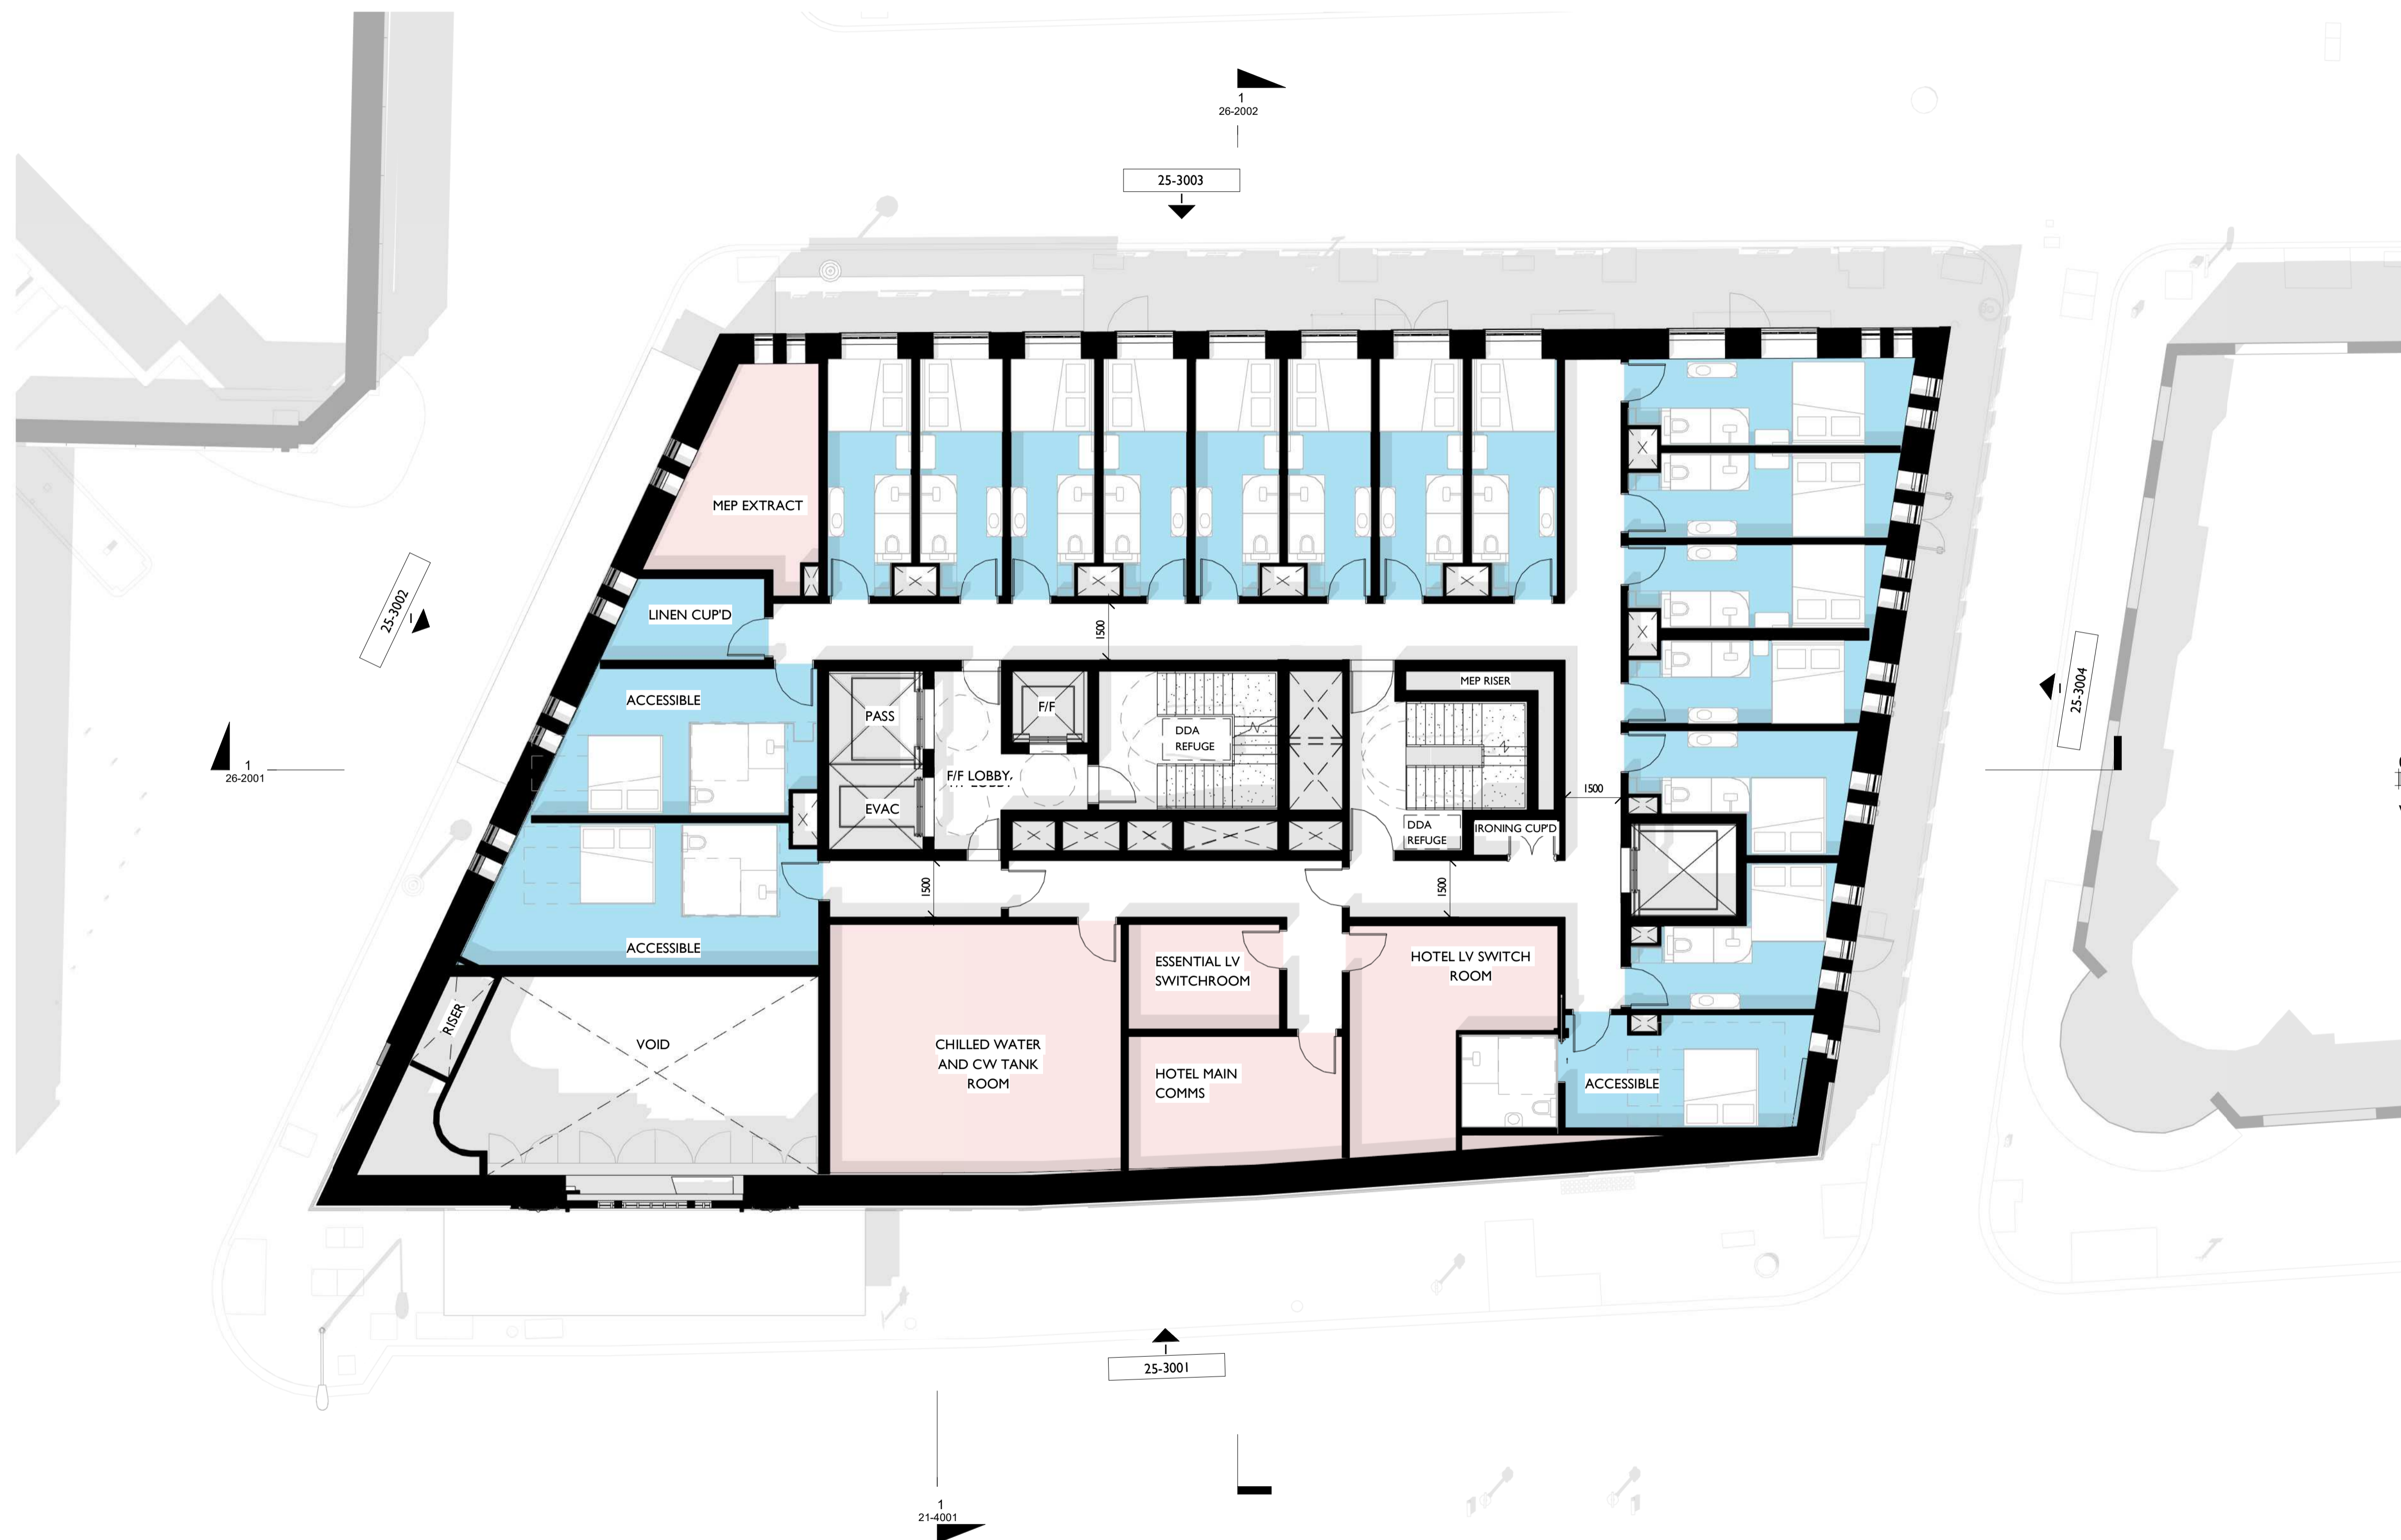 1
26-2002
25-3003
MEP EXTRACT
25-3002
LINEN CUP'D
1500
ACCESSIBLE
MEP RISER
PASS
F/F
DDA
REFUGE
25-3004
1
26-2001
F/F LOBBY
EVAC
1500
DDA
REFUGE
IRONING CUP'D
1500
1500
ACCESSIBLE
ESSENTIAL LV
SWITCHROOM
HOTEL LV SWITCH
ROOM
RISER
VOID
CHILLED WATER
AND CW TANK
ROOM
HOTEL MAIN
COMMS
ACCESSIBLE
25-3001
1
21-4001